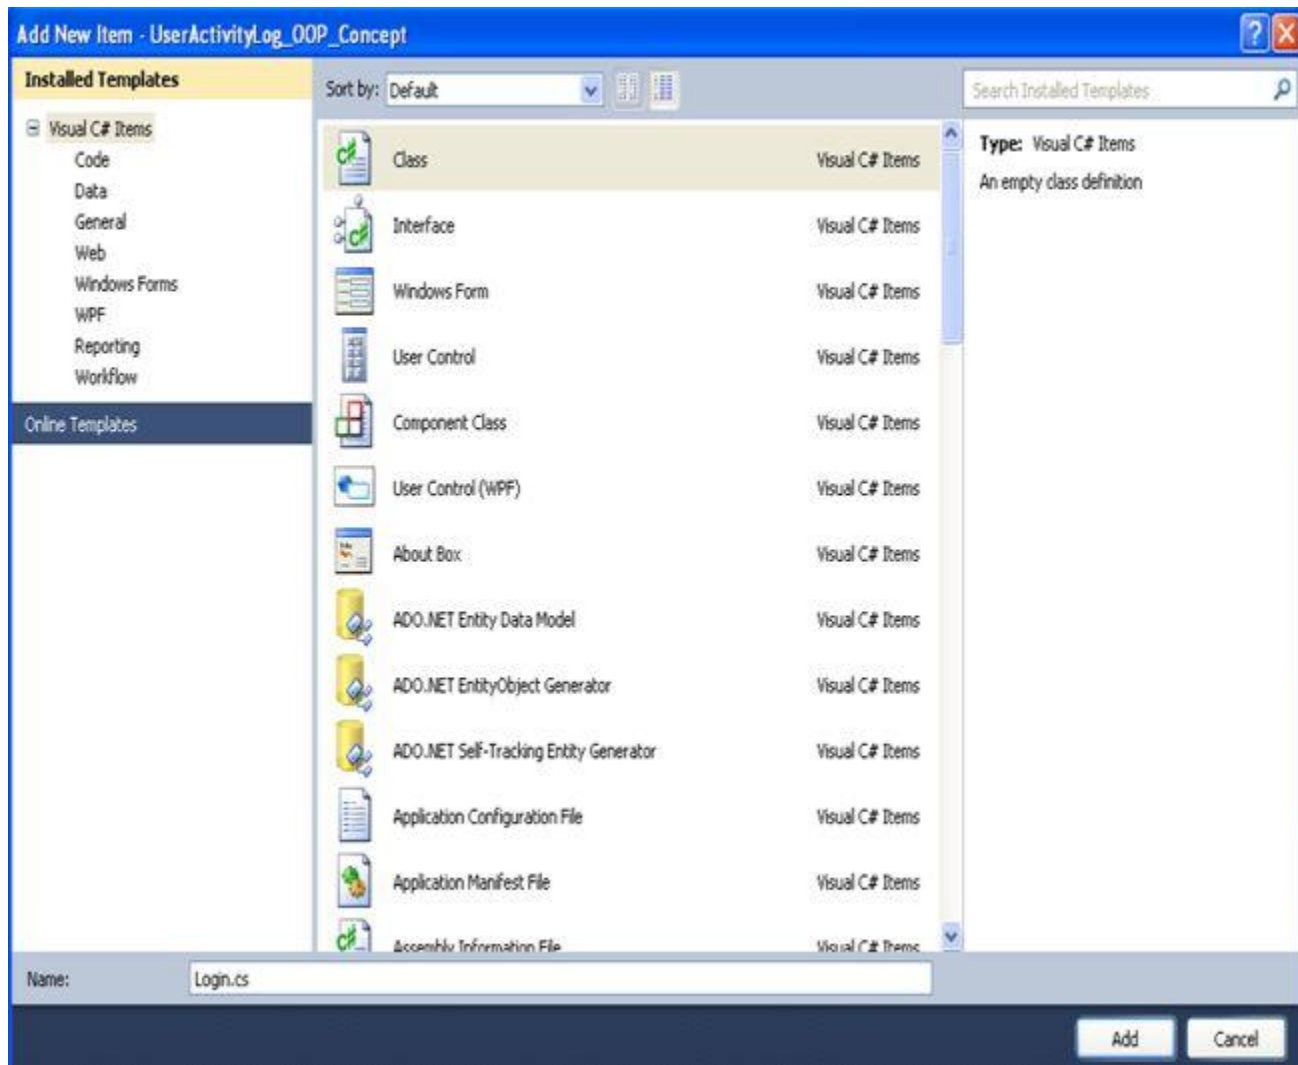 Add New Item - UserActivityLog_OOP_Concept
Installed Templates
Visual C# Items
Code
Data
General
Web
Windows Forms
WPF
Reporting
Workflow
Online Templates
Sort by: Default
Search Installed Templates
Class Visual C# Items
Interface Visual C# Items
Windows Form Visual C# Items
User Control Visual C# Items
Component Class Visual C# Items
User Control (WPF) Visual C# Items
About Box Visual C# Items
ADO.NET Entity Data Model Visual C# Items
ADO.NET EntityObject Generator Visual C# Items
ADO.NET Self-Tracking Entity Generator Visual C# Items
Application Configuration File Visual C# Items
Application Manifest File Visual C# Items
Assembly Information File Visual C# Items
Type: Visual C# Items
An empty class definition
Name: Login.cs
Add Cancel